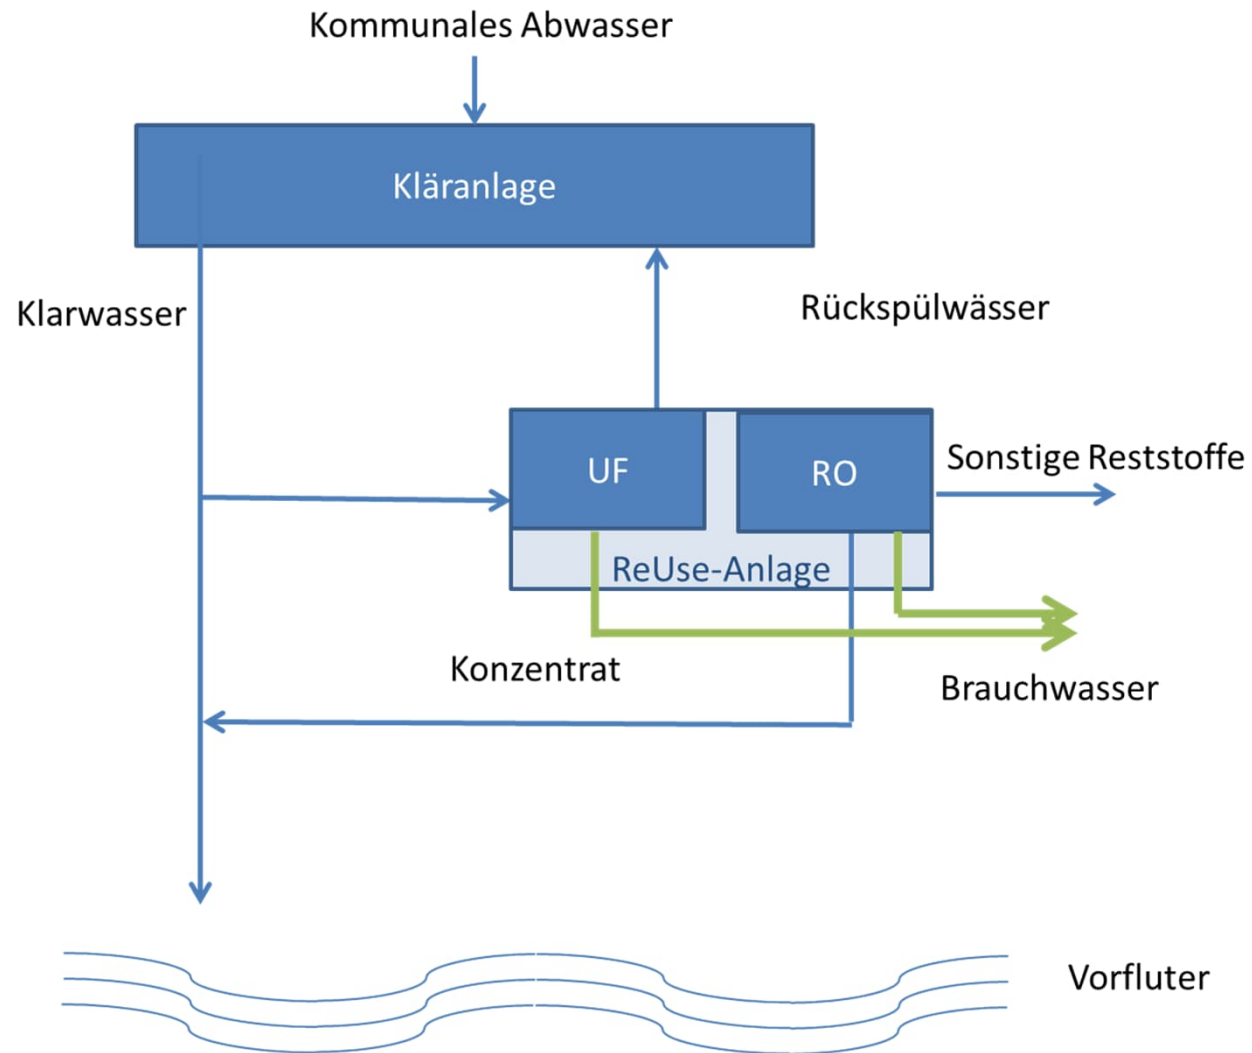 Kommunales Abwasser
Kläranlage
Klarwasser
Rückspülwässer
UF
RO
Sonstige Reststoffe
ReUse-Anlage
Konzentrat
Brauchwasser
Vorfluter